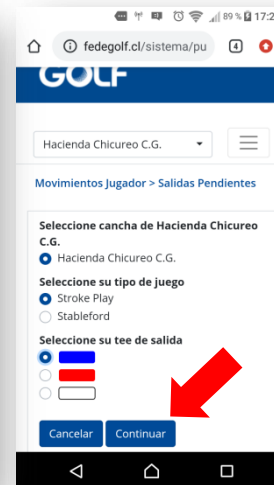 89 % 17:2
fedegolf.cl/sistema/pu 4
GOLF
Hacienda Chicureo C.G.
Movimientos Jugador > Salidas Pendientes
Seleccione cancha de Hacienda Chicureo
C.G.
Hacienda Chicureo C.G.
Seleccione su tipo de juego
Stroke Play
Stableford
Seleccione su tee de salida
Cancelar Continuar